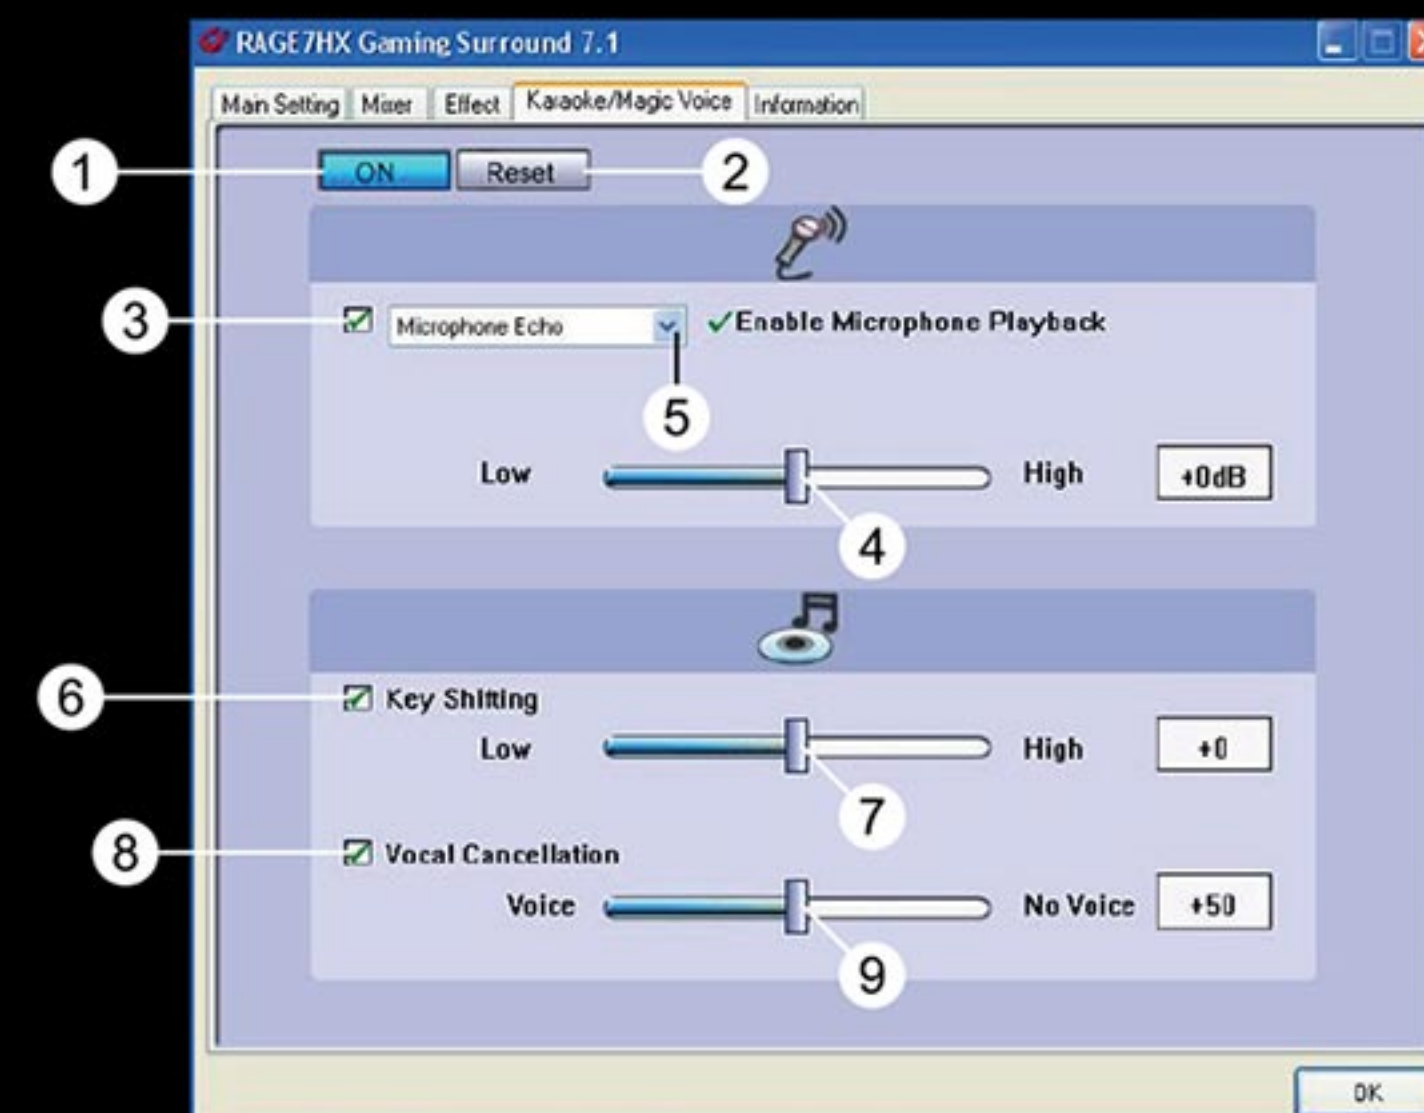 RAGE7HX Gaming Surround 7.1
Main Setting Mixer Effect Karaoke/Magic Voice Information
1 ON Reset 2
3 Microphone Echo Enable Microphone Playback
5
Low High +0dB
4
6 Key Shifting
Low High +0
7
8 Vocal Cancellation
Voice No Voice +50
9
OK